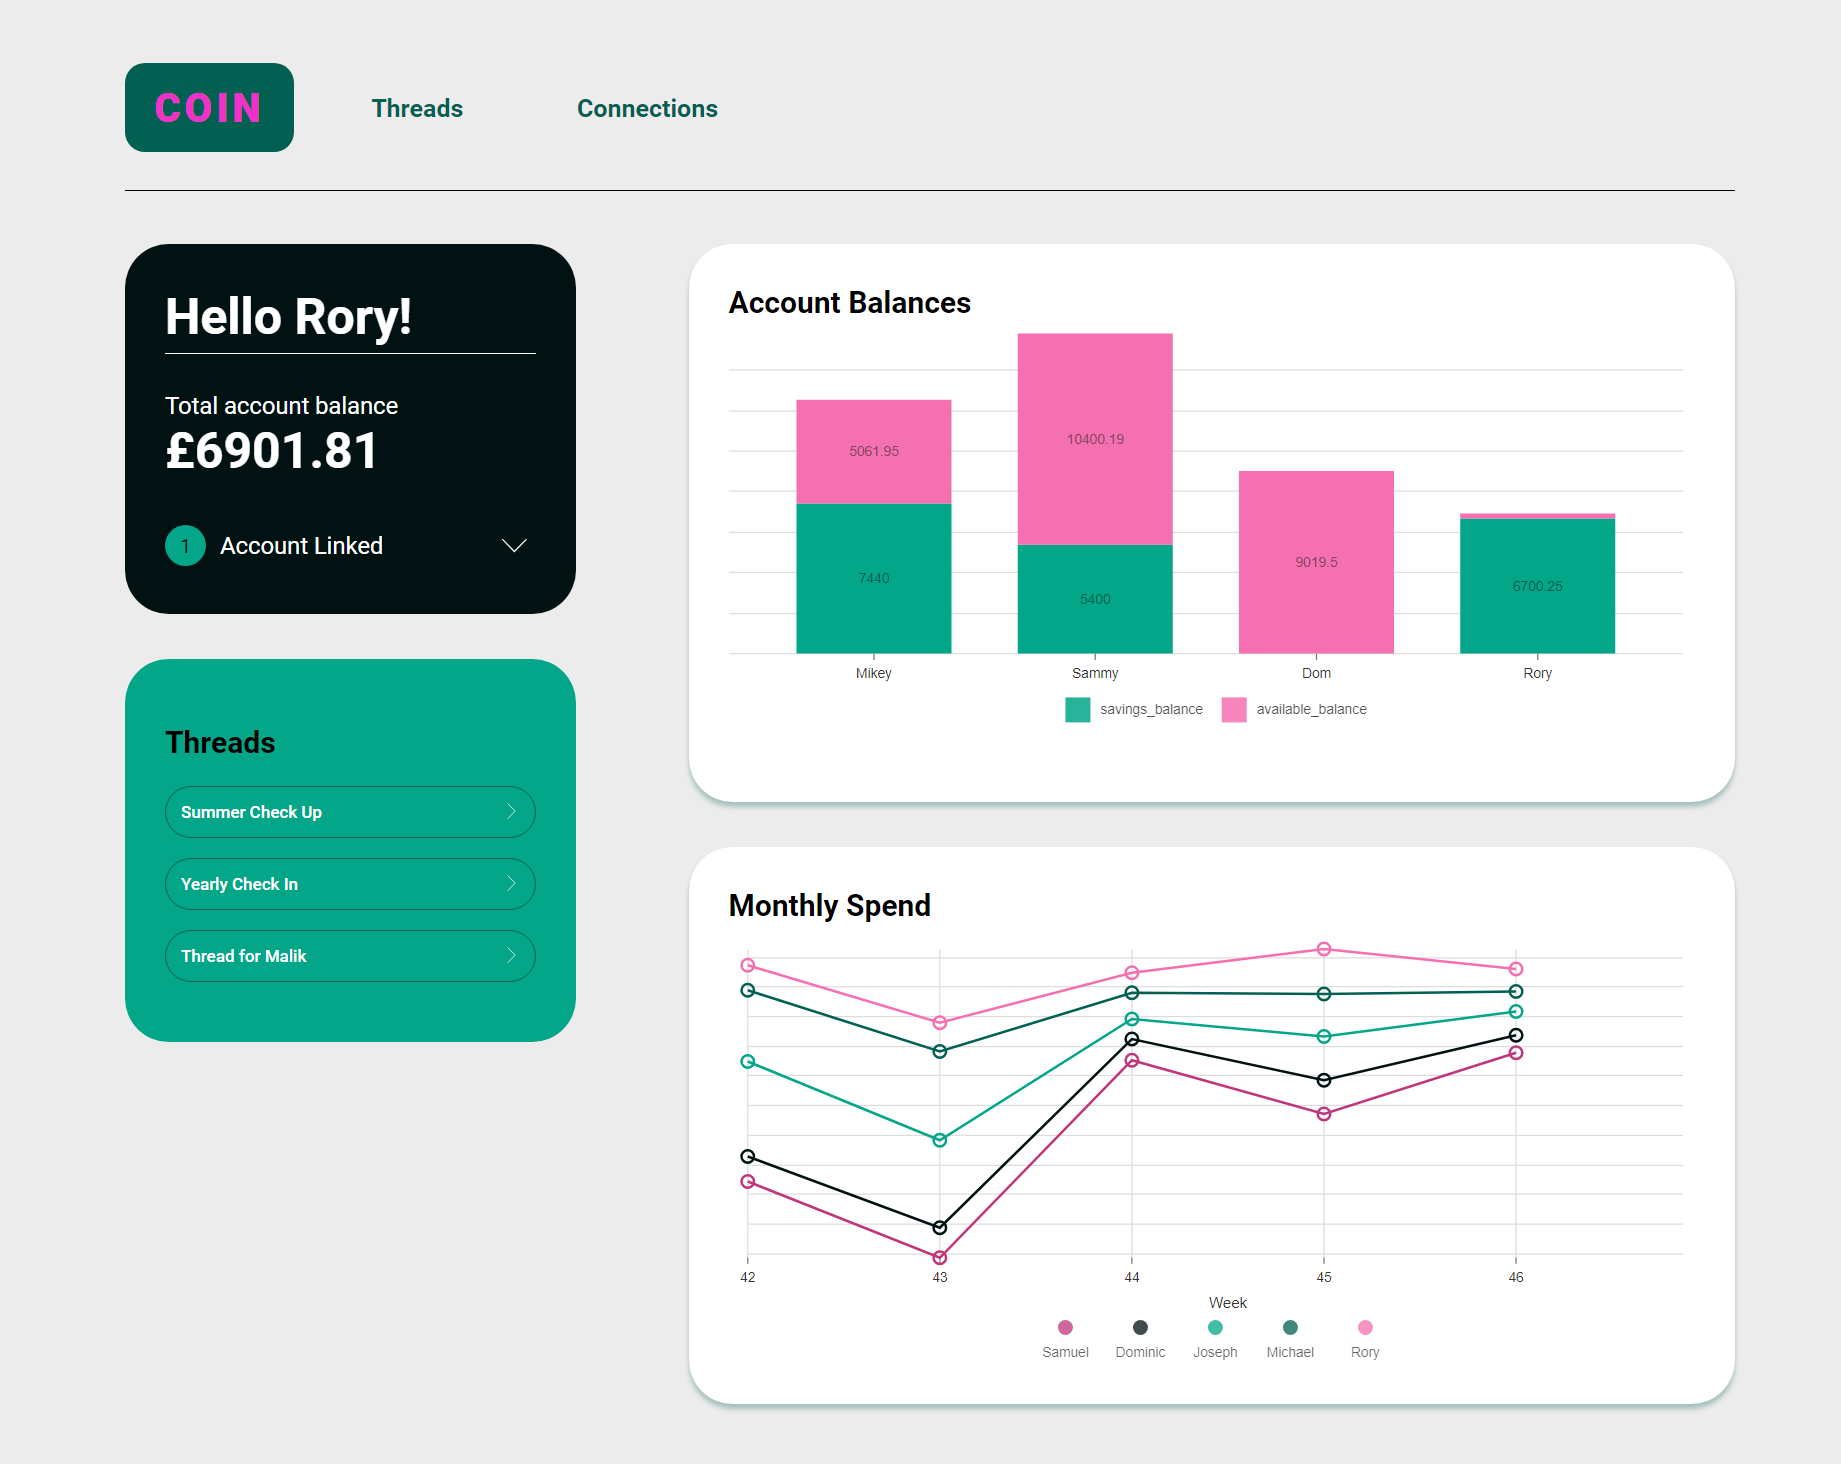 COIN
Threads
Connections
Hello Rory!
Total account balance
£6901.81
1 Account Linked
Threads
Summer Check Up
Yearly Check In
Thread for Malik
Account Balances
5061.95
10400.19
7440
5400
9019.5
6700.25
Mikey Sammy Dom Rory
savings_balance available_balance
Monthly Spend
42 43 44 45 46
Week
Samuel Dominic Joseph Michael Rory